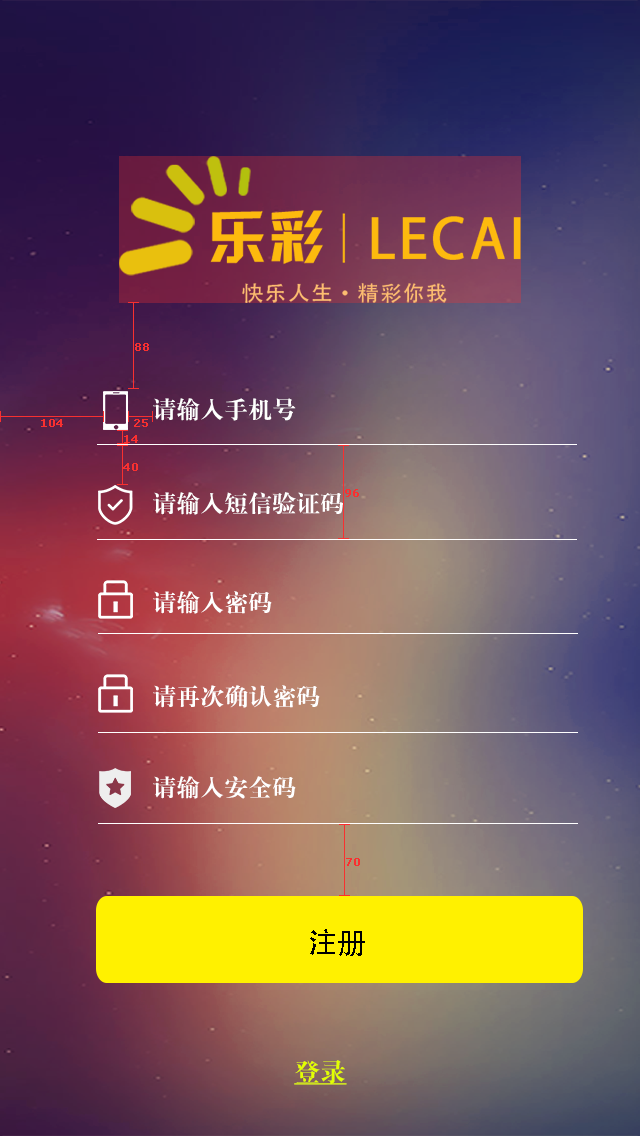 乐彩 LECAI
快乐人生·精彩你我
88
请输入手机号
104
25
14
40
请输入短信验证码
96
请输入密码
请再次确认密码
请输入安全码
70
注册
登录